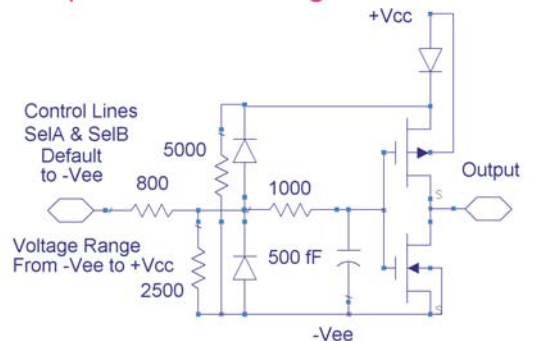 +Vcc
Control Lines
SelA & SelB
Default
to -Vee
5000
800
1000
Output
S
Voltage Range
From -Vee to +Vcc
2500
500 fF
S
-Vee